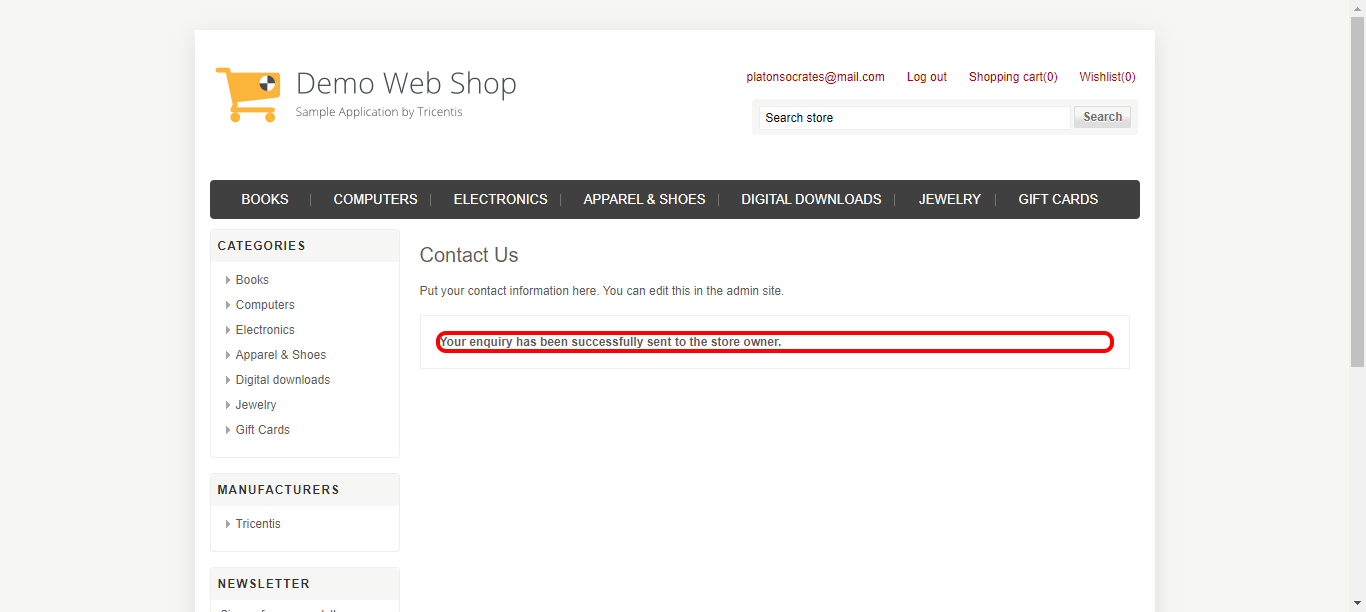 Demo Web Shop
Sample Application by Tricentis
platonsocrates@mail.com Log out Shopping cart(0) Wishlist(0)
Search store Search
BOOKS COMPUTERS ELECTRONICS APPAREL & SHOES DIGITAL DOWNLOADS JEWELRY GIFT CARDS
CATEGORIES
Books
Computers
Electronics
Apparel & Shoes
Digital downloads
Jewelry
Gift Cards
MANUFACTURERS
Tricentis
NEWSLETTER
Contact Us
Put your contact information here. You can edit this in the admin site.
Your enquiry has been successfully sent to the store owner.